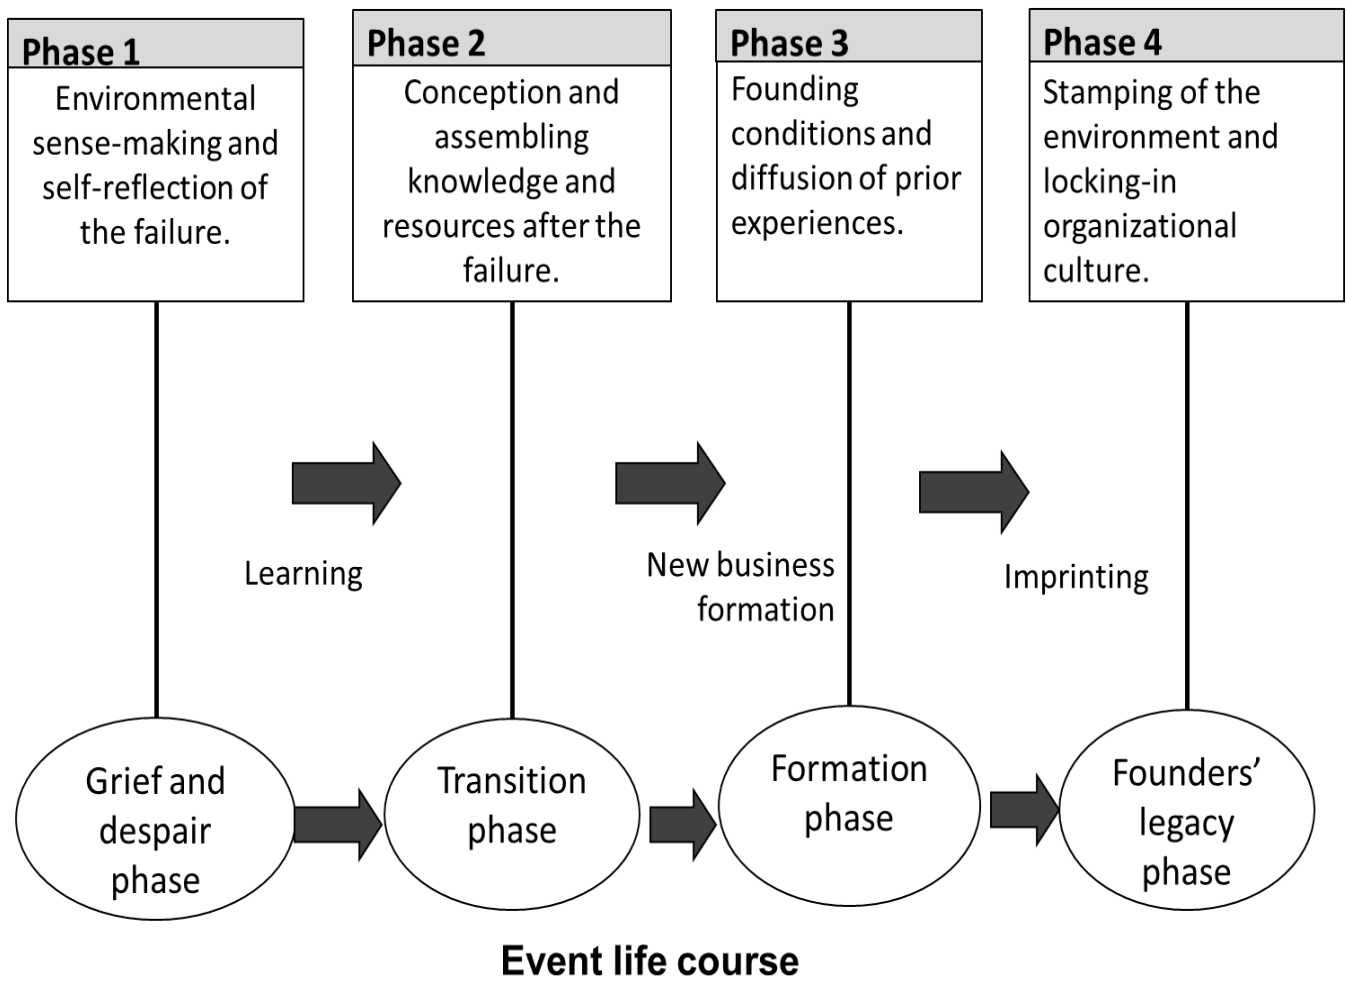 Phase 1
Environmental
sense-making and
self-reflection of
the failure.
Phase 2
Conception and
assembling
knowledge and
resources after the
failure.
Phase 3
Founding
conditions and
diffusion of prior
experiences.
Phase 4
Stamping of the
environment and
locking-in
organizational
culture.
Learning
New business
formation
Imprinting
Grief and
despair
phase
Transition
phase
Formation
phase
Founders’
legacy
phase
Event life course